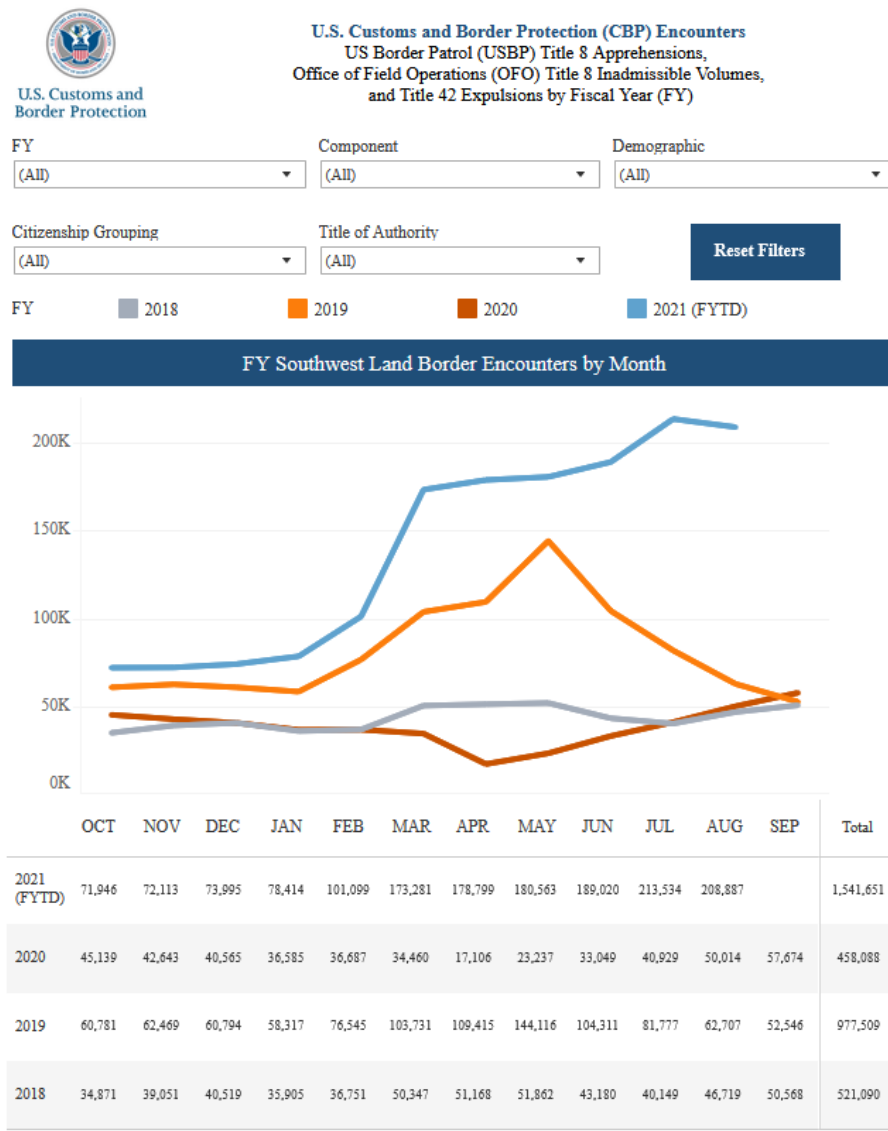 U.S. Customs and
Border Protection
U.S. Customs and Border Protection (CBP) Encounters
US Border Patrol (USBP) Title 8 Apprehensions,
Office of Field Operations (OFO) Title 8 Inadmissible Volumes,
and Title 42 Expulsions by Fiscal Year (FY)
FY Component Demographic
(All) (All) (All)
Citizenship Grouping Title of Authority
(All) (All) Reset Filters
FY 2018 2019 2020 2021 (FYTD)
FY Southwest Land Border Encounters by Month
200K
150K
100K
50K
0K
OCT NOV DEC JAN FEB MAR APR MAY JUN JUL AUG SEP Total
2021
(FYTD) 71,946 72,113 73,995 78,414 101,099 173,281 178,799 180,563 189,020 213,534 208,887 1,541,651
2020 45,139 42,643 40,565 36,585 36,687 34,460 17,106 23,237 33,049 40,929 50,014 57,674 458,088
2019 60,781 62,469 60,794 58,317 76,545 103,731 109,415 144,116 104,311 81,777 62,707 52,546 977,509
2018 34,871 39,051 40,519 35,905 36,751 50,347 51,168 51,862 43,180 40,149 46,719 50,568 521,090